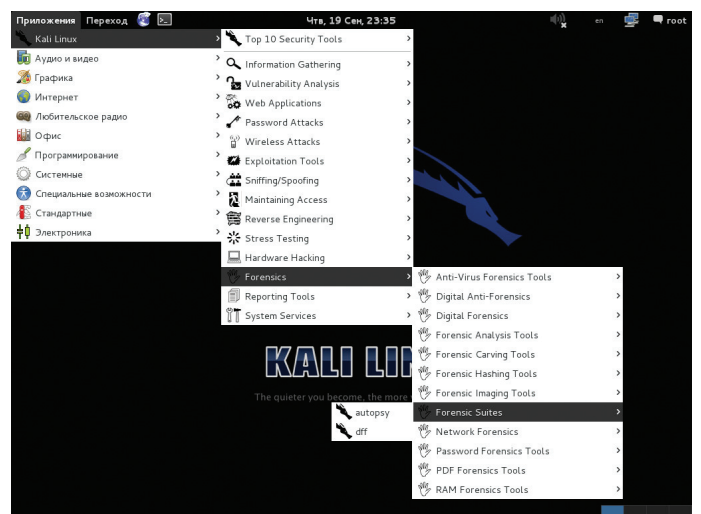 Приложения Переход Чтв, 19 Сен, 23:35 en root
Kali Linux
Аудио и видео
Графика
Интернет
Любительское радио
Офис
Программирование
Системные
Специальные возможности
Стандартные
Электроника
Top 10 Security Tools
Information Gathering
Vulnerability Analysis
Web Applications
Password Attacks
Wireless Attacks
Exploitation Tools
Sniffing/Spoofing
Maintaining Access
Reverse Engineering
Stress Testing
Hardware Hacking
Forensics
Reporting Tools
System Services
Anti-Virus Forensics Tools
Digital Anti-Forensics
Digital Forensics
Forensic Analysis Tools
Forensic Carving Tools
Forensic Hashing Tools
Forensic Imaging Tools
Forensic Suites
Network Forensics
Password Forensics Tools
PDF Forensics Tools
RAM Forensics Tools
autopsy
dff
KALI LI
The quieter you become, the more